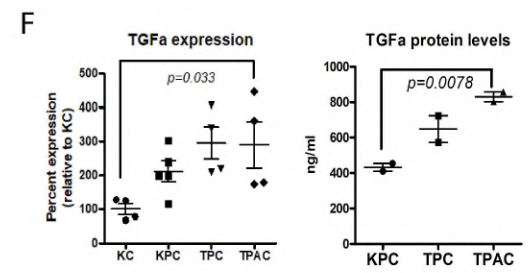 F
TGFa expression
p=0.033
500
400
300
200
100
0
Percent expression
(relative to KC)
KC KPC TPC TPAC
TGFa protein levels
p=0.0078
1000
800
600
400
200
0
ng/ml
KPC TPC TPAC